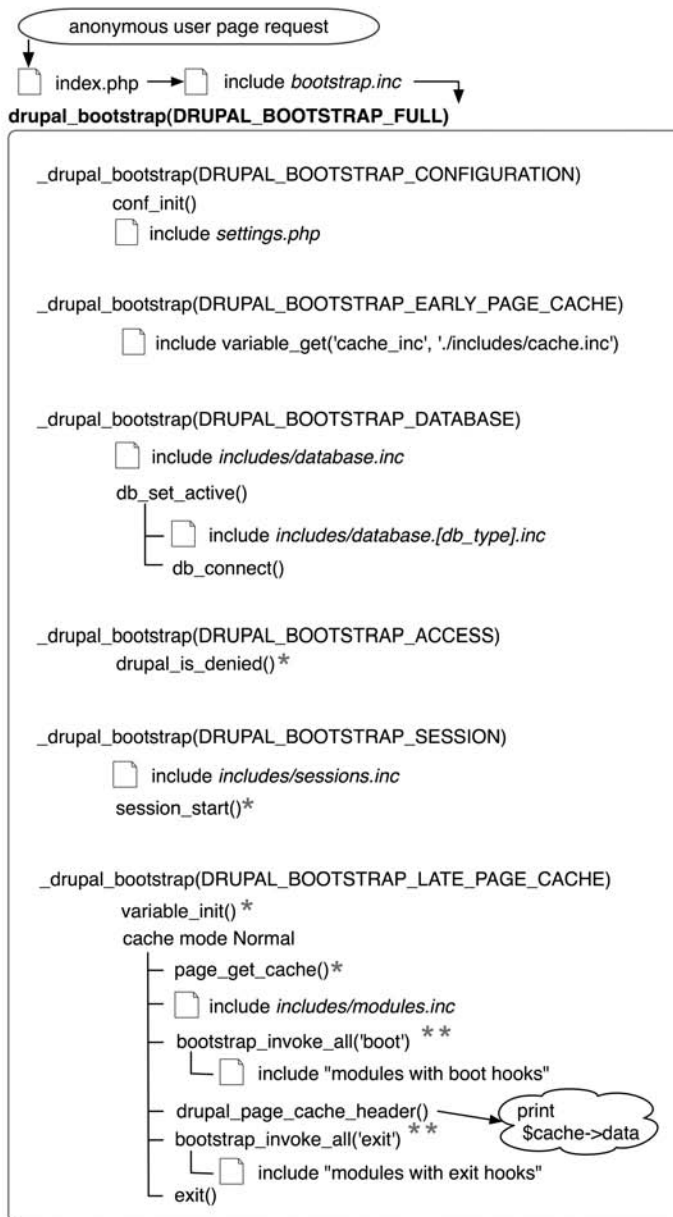 anonymous user page request
index.php include bootstrap.inc
drupal_bootstrap(DRUPAL_BOOTSTRAP_FULL)
_drupal_bootstrap(DRUPAL_BOOTSTRAP_CONFIGURATION)
conf_init()
include settings.php
_drupal_bootstrap(DRUPAL_BOOTSTRAP_EARLY_PAGE_CACHE)
include variable_get('cache_inc', './includes/cache.inc')
_drupal_bootstrap(DRUPAL_BOOTSTRAP_DATABASE)
include includes/database.inc
db_set_active()
include includes/database.[db_type].inc
db_connect()
_drupal_bootstrap(DRUPAL_BOOTSTRAP_ACCESS)
drupal_is_denied()*
_drupal_bootstrap(DRUPAL_BOOTSTRAP_SESSION)
include includes/sessions.inc
session_start()*
_drupal_bootstrap(DRUPAL_BOOTSTRAP_LATE_PAGE_CACHE)
variable_init()*
cache mode Normal
page_get_cache()*
include includes/modules.inc
bootstrap_invoke_all('boot') **
include "modules with boot hooks"
drupal_page_cache_header() print
$cache->data
bootstrap_invoke_all('exit') **
include "modules with exit hooks"
exit()